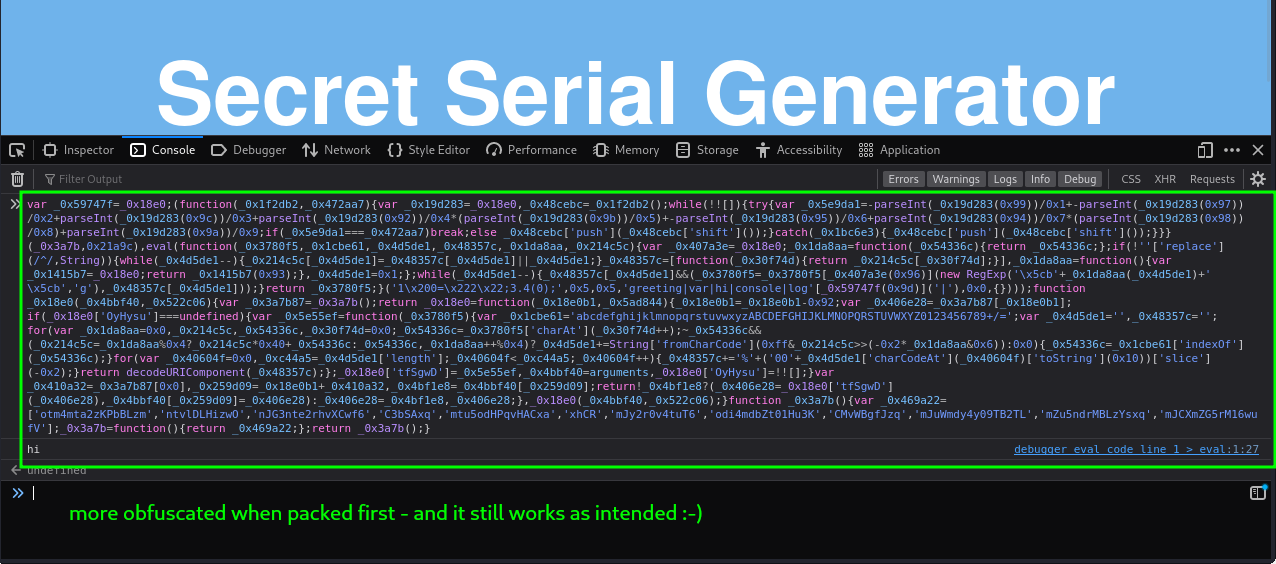 Secret Serial Generator
Inspector Console Debugger Network Style Editor Performance Memory Storage Accessibility Application
Filter Output Errors Warnings Logs Info Debug CSS XHR Requests
var _0x59747f=_0x18e0;(function(_0x1f2db2,_0x472aa7){var _0x19d283=_0x18e0,_0x48cebc=_0x1f2db2();while(!![]){try{var _0x5e9da1=-parseInt(_0x19d283(0x99))/0x1+-parseInt(_0x19d283(0x97))
/0x2+parseInt(_0x19d283(0x9c))/0x3+parseInt(_0x19d283(0x92))/0x4*(parseInt(_0x19d283(0x9b))/0x5)+-parseInt(_0x19d283(0x95))/0x6+parseInt(_0x19d283(0x94))/0x7*(parseInt(_0x19d283(0x98))
/0x8)+parseInt(_0x19d283(0x9a))/0x9;if(_0x5e9da1===_0x472aa7)break;else _0x48cebc['push'](_0x48cebc['shift']());}catch(_0x1bc6e3){_0x48cebc['push'](_0x48cebc['shift']());}}}
(_0x3a7b,0x21a9c),eval(function(_0x3780f5,_0x1cbe61,_0x4d5de1,_0x48357c,_0x1da8aa,_0x214c5c){var _0x407a3e=_0x18e0;_0x1da8aa=function(_0x54336c){return _0x54336c;};if(!''['replace']
(/^/,String)){while(_0x4d5de1--){_0x214c5c[_0x4d5de1]=_0x48357c[_0x4d5de1]||_0x4d5de1;}_0x48357c=[function(_0x30f74d){return _0x214c5c[_0x30f74d];}],_0x1da8aa=function(){var
_0x1415b7=_0x18e0;return _0x1415b7(0x93);},_0x4d5de1=0x1;};while(_0x4d5de1--){_0x48357c[_0x4d5de1]&&(_0x3780f5=_0x3780f5[_0x407a3e(0x96)](new RegExp('\x5cb'+_0x1da8aa(_0x4d5de1)+'
\x5cb','g'),_0x48357c[_0x4d5de1]));}return _0x3780f5;}('1\x200=\x222\x22;3.4(0);',0x5,0x5,'greeting|var|hi|console|log'[_0x59747f(0x9d)]('|'),0x0,{})));function
_0x18e0(_0x4bbf40,_0x522c06){var _0x3a7b87=_0x3a7b();return _0x18e0=function(_0x18e0b1,_0x5ad844){_0x18e0b1=_0x18e0b1-0x92;var _0x406e28=_0x3a7b87[_0x18e0b1];
if(_0x18e0['OyHysu']===undefined){var _0x5e55ef=function(_0x3780f5){var _0x1cbe61='abcdefghijklmnopqrstuvwxyzABCDEFGHIJKLMNOPQRSTUVWXYZ0123456789+/=';var _0x4d5de1='',_0x48357c='';
for(var _0x1da8aa=0x0,_0x214c5c,_0x54336c,_0x30f74d=0x0;_0x54336c=_0x3780f5['charAt'](_0x30f74d++);~_0x54336c&&
(_0x214c5c=_0x1da8aa%0x4?_0x214c5c*0x40+_0x54336c:_0x54336c,_0x1da8aa++%0x4)?_0x4d5de1+=String['fromCharCode'](0xff&_0x214c5c>>(-0x2*_0x1da8aa&0x6)):0x0){_0x54336c=_0x1cbe61['indexOf']
(_0x54336c);}for(var _0x40604f=0x0,_0xc44a5=_0x4d5de1['length'];_0x40604f<_0xc44a5;_0x40604f++){_0x48357c+='%'+('00'+_0x4d5de1['charCodeAt'](_0x40604f)['toString'](0x10))['slice']
(-0x2);}return decodeURIComponent(_0x48357c);};_0x18e0['tfSgwD']=_0x5e55ef,_0x4bbf40=arguments,_0x18e0['OyHysu']=!![];}var
_0x410a32=_0x3a7b87[0x0],_0x259d09=_0x18e0b1+_0x410a32,_0x4bf1e8=_0x4bbf40[_0x259d09];return!_0x4bf1e8?(_0x406e28=_0x18e0['tfSgwD']
(_0x406e28),_0x4bbf40[_0x259d09]=_0x406e28):_0x406e28=_0x4bf1e8,_0x406e28;},_0x18e0(_0x4bbf40,_0x522c06);}function _0x3a7b(){var _0x469a22=
['otm4mta2zKPbBLzm','ntvlDLHizwO','nJG3nte2rhvXCwf6','C3bSAxq','mtu5odHPqvHACxa','xhCR','mJy2r0v4tuT6','odi4mdbZt01Hu3K','CMvWBgfJzq','mJuWmdy4y09TB2TL','mZu5ndrMBLzYsxq','mJCXmZG5rM16wu
fV'];_0x3a7b=function(){return _0x469a22;};return _0x3a7b();}
hi debugger eval code line 1 > eval:1:27
undefined
more obfuscated when packed first - and it still works as intended :-)